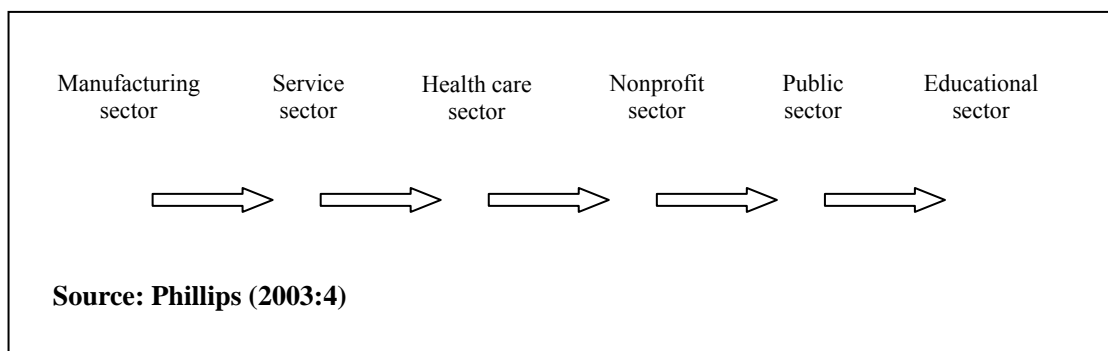 Manufacturing sector
Service sector
Health care sector
Nonprofit sector
Public sector
Educational sector
Source: Phillips (2003:4)